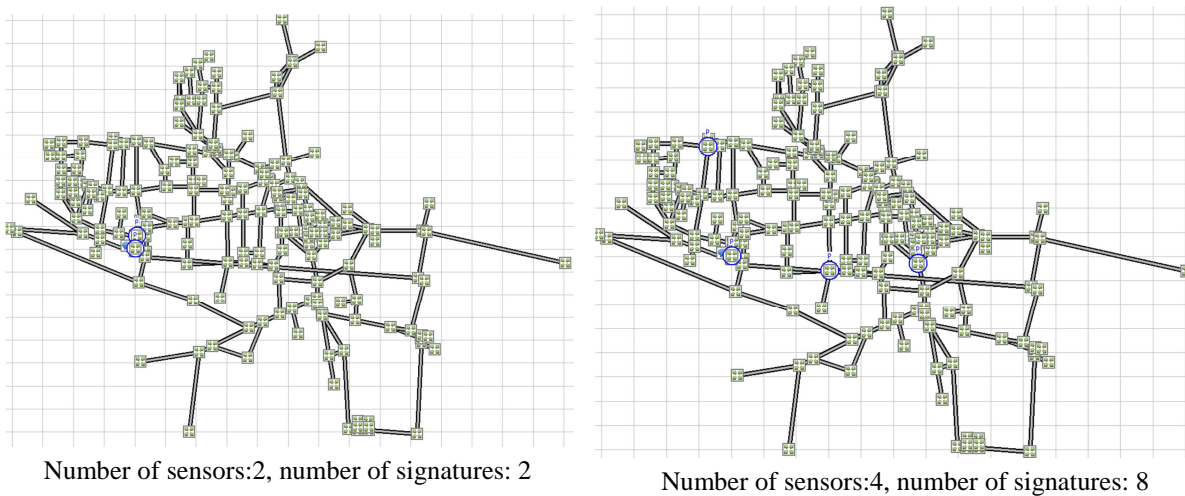 P
P
P
P
P
P
Number of sensors:2, number of signatures: 2
Number of sensors:4, number of signatures: 8